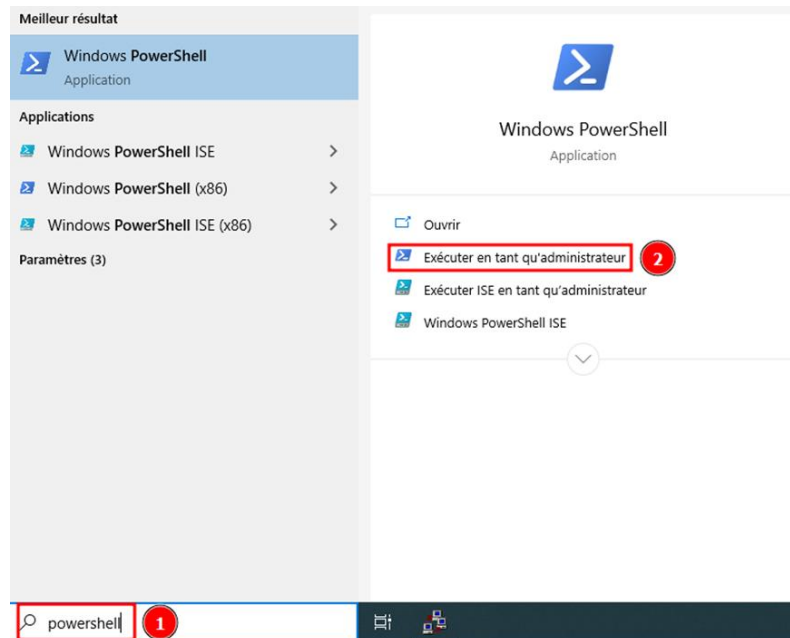 Meilleur résultat
Windows PowerShell
Application
Applications
Windows PowerShell ISE
Windows PowerShell (x86)
Windows PowerShell ISE (x86)
Paramètres (3)
Windows PowerShell
Application
Ouvrir
Exécuter en tant qu'administrateur
2
Exécuter ISE en tant qu'administrateur
Windows PowerShell ISE
powershell
1